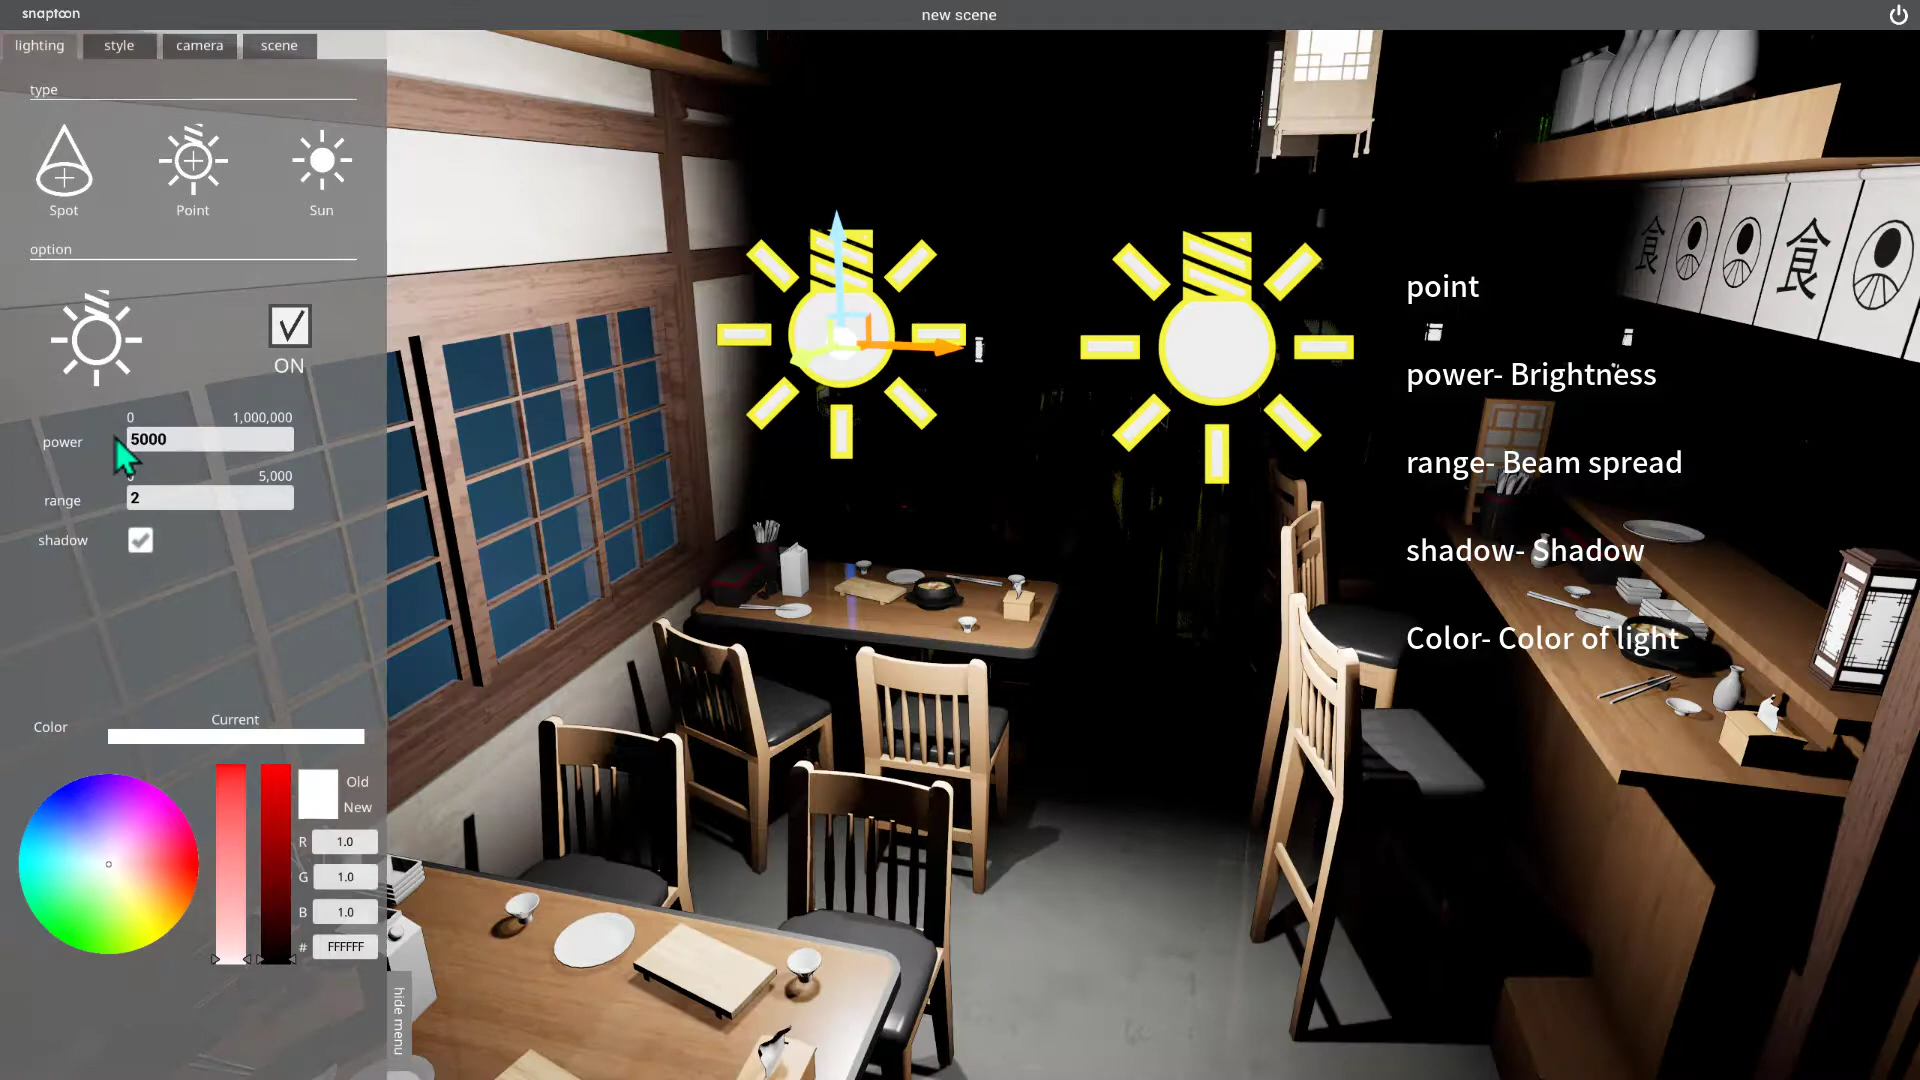 snaptoon
new scene
lighting
style
camera
scene
type
Spot
Point
Sun
option
ON
0
1,000,000
power
5000
5,000
range
2
shadow
Color
Current
Old
New
R
1.0
G
1.0
B
1.0
#
FFFFFF
hide menu
point
power- Brightness
range- Beam spread
shadow- Shadow
Color- Color of light
食
食